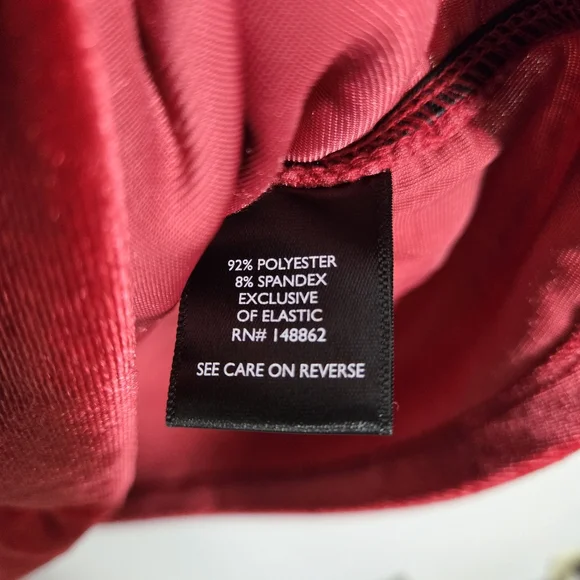 92% POLYESTER
8% SPANDEX
EXCLUSIVE
OF ELASTIC
RN# 148862
SEE CARE ON REVERSE